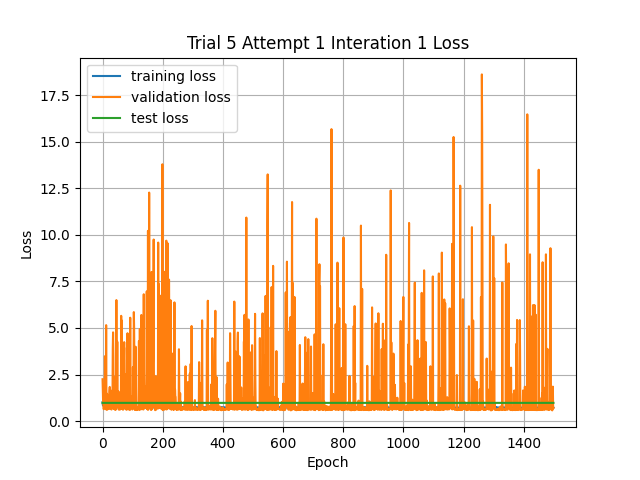 Trial 5 Attempt 1 Interation 1 Loss
training loss
validation loss
test loss
17.5
15.0
12.5
10.0
7.5
5.0
2.5
0.0
Loss
0 200 400 600 800 1000 1200 1400
Epoch